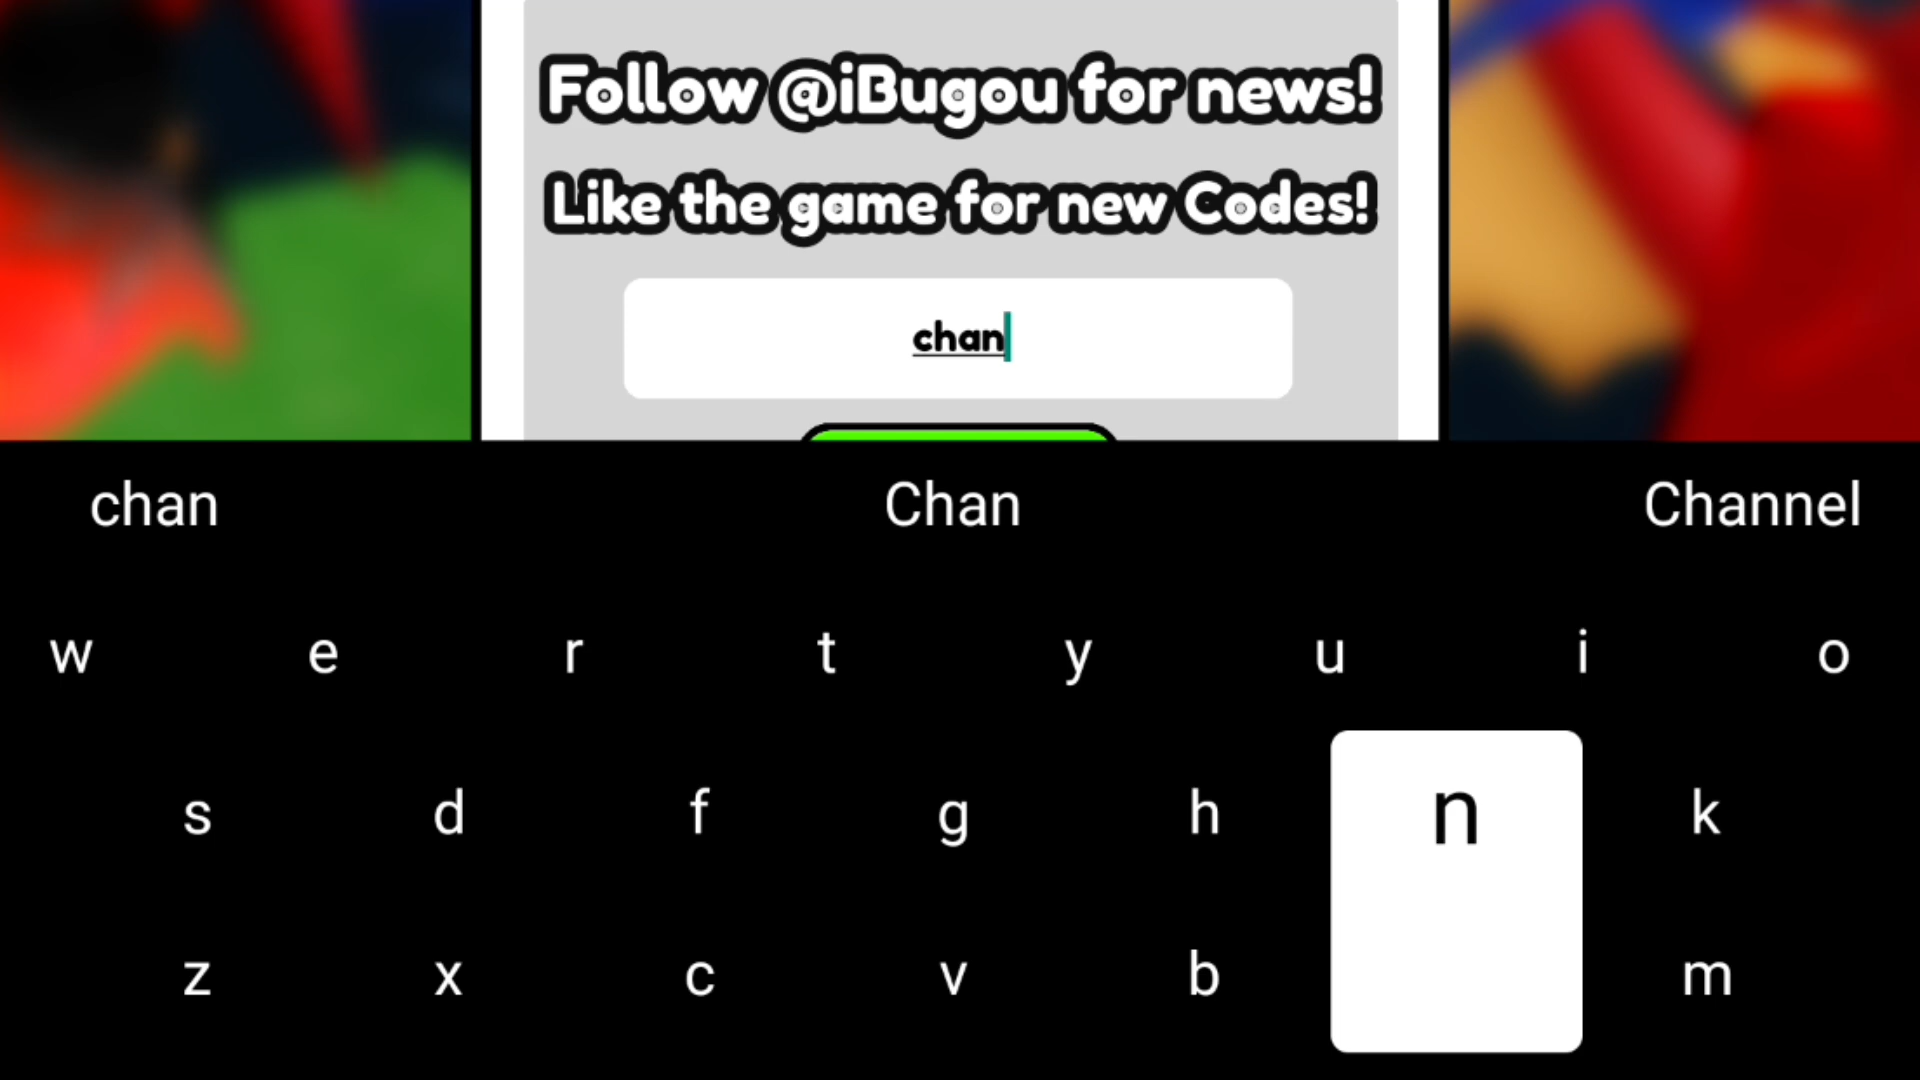 Follow @iBugou for news!
Like the game for new Codes!
chan
chan Chan Channel
w e r t y u i o
s d f g h n k
z x c v b m